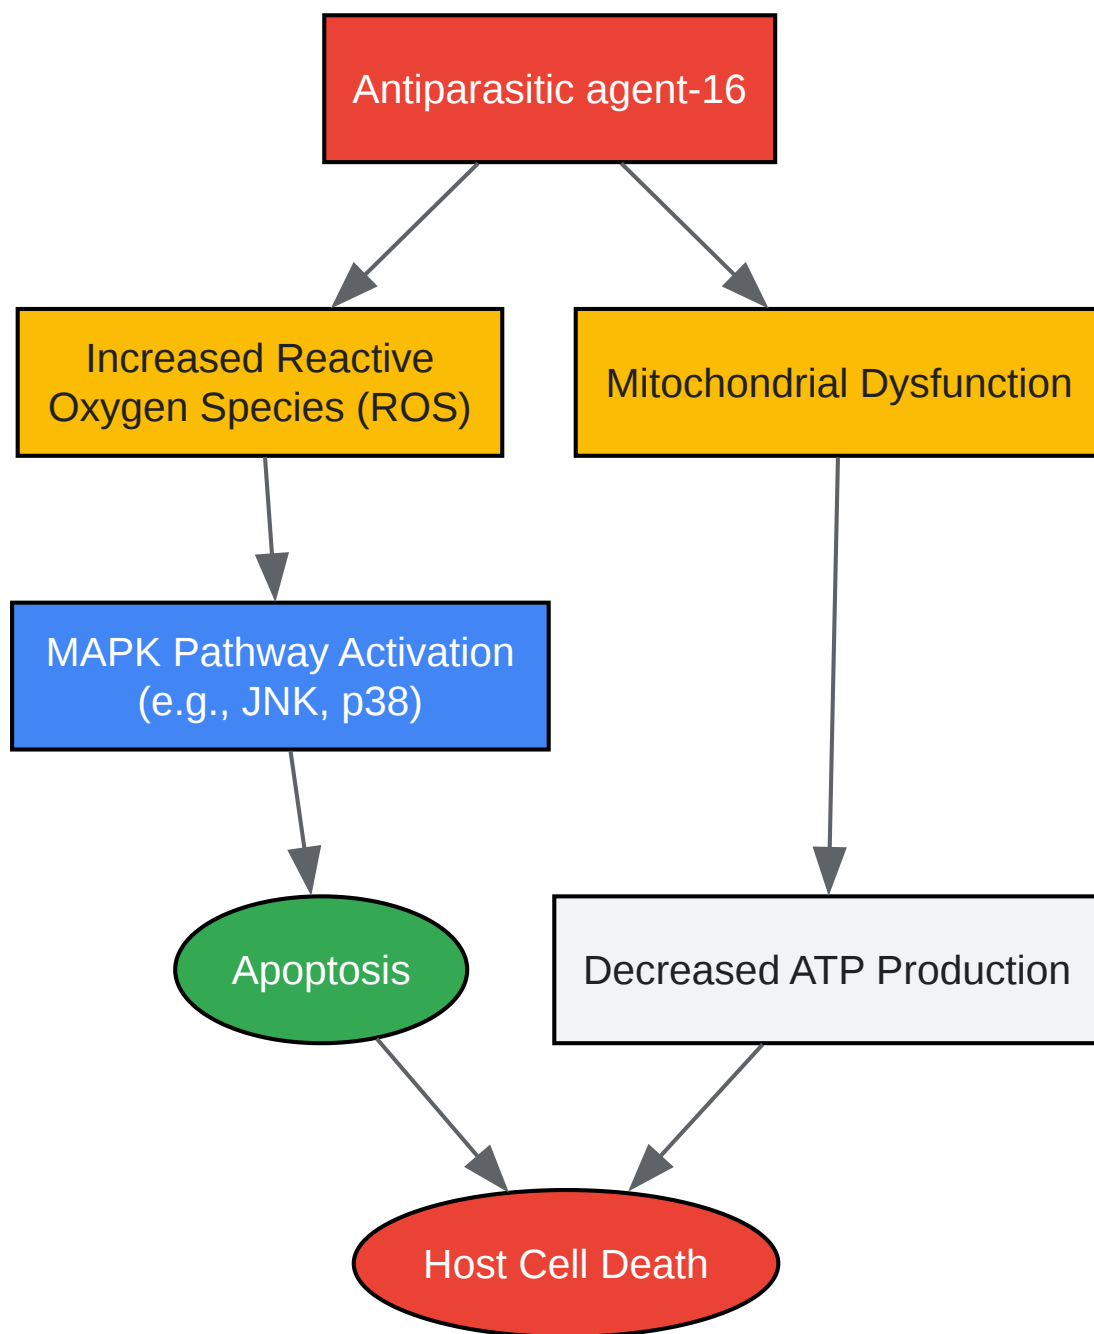 Antiparasitic agent-16
Increased Reactive
Oxygen Species (ROS)
Mitochondrial Dysfunction
MAPK Pathway Activation
(e.g., JNK, p38)
Apoptosis
Decreased ATP Production
Host Cell Death